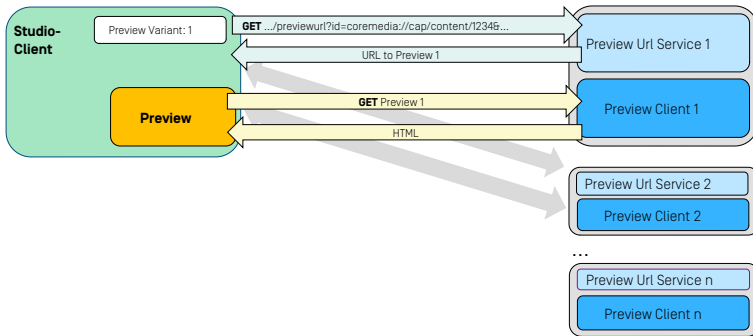 Studio-
Client
Preview Variant: 1
GET .../previewurl?id=coremedia://cap/content/1234&...
URL to Preview 1
Preview Url Service 1
Preview
GET Preview 1
HTML
Preview Client 1
Preview Url Service 2
Preview Client 2
...
Preview Url Service n
Preview Client n